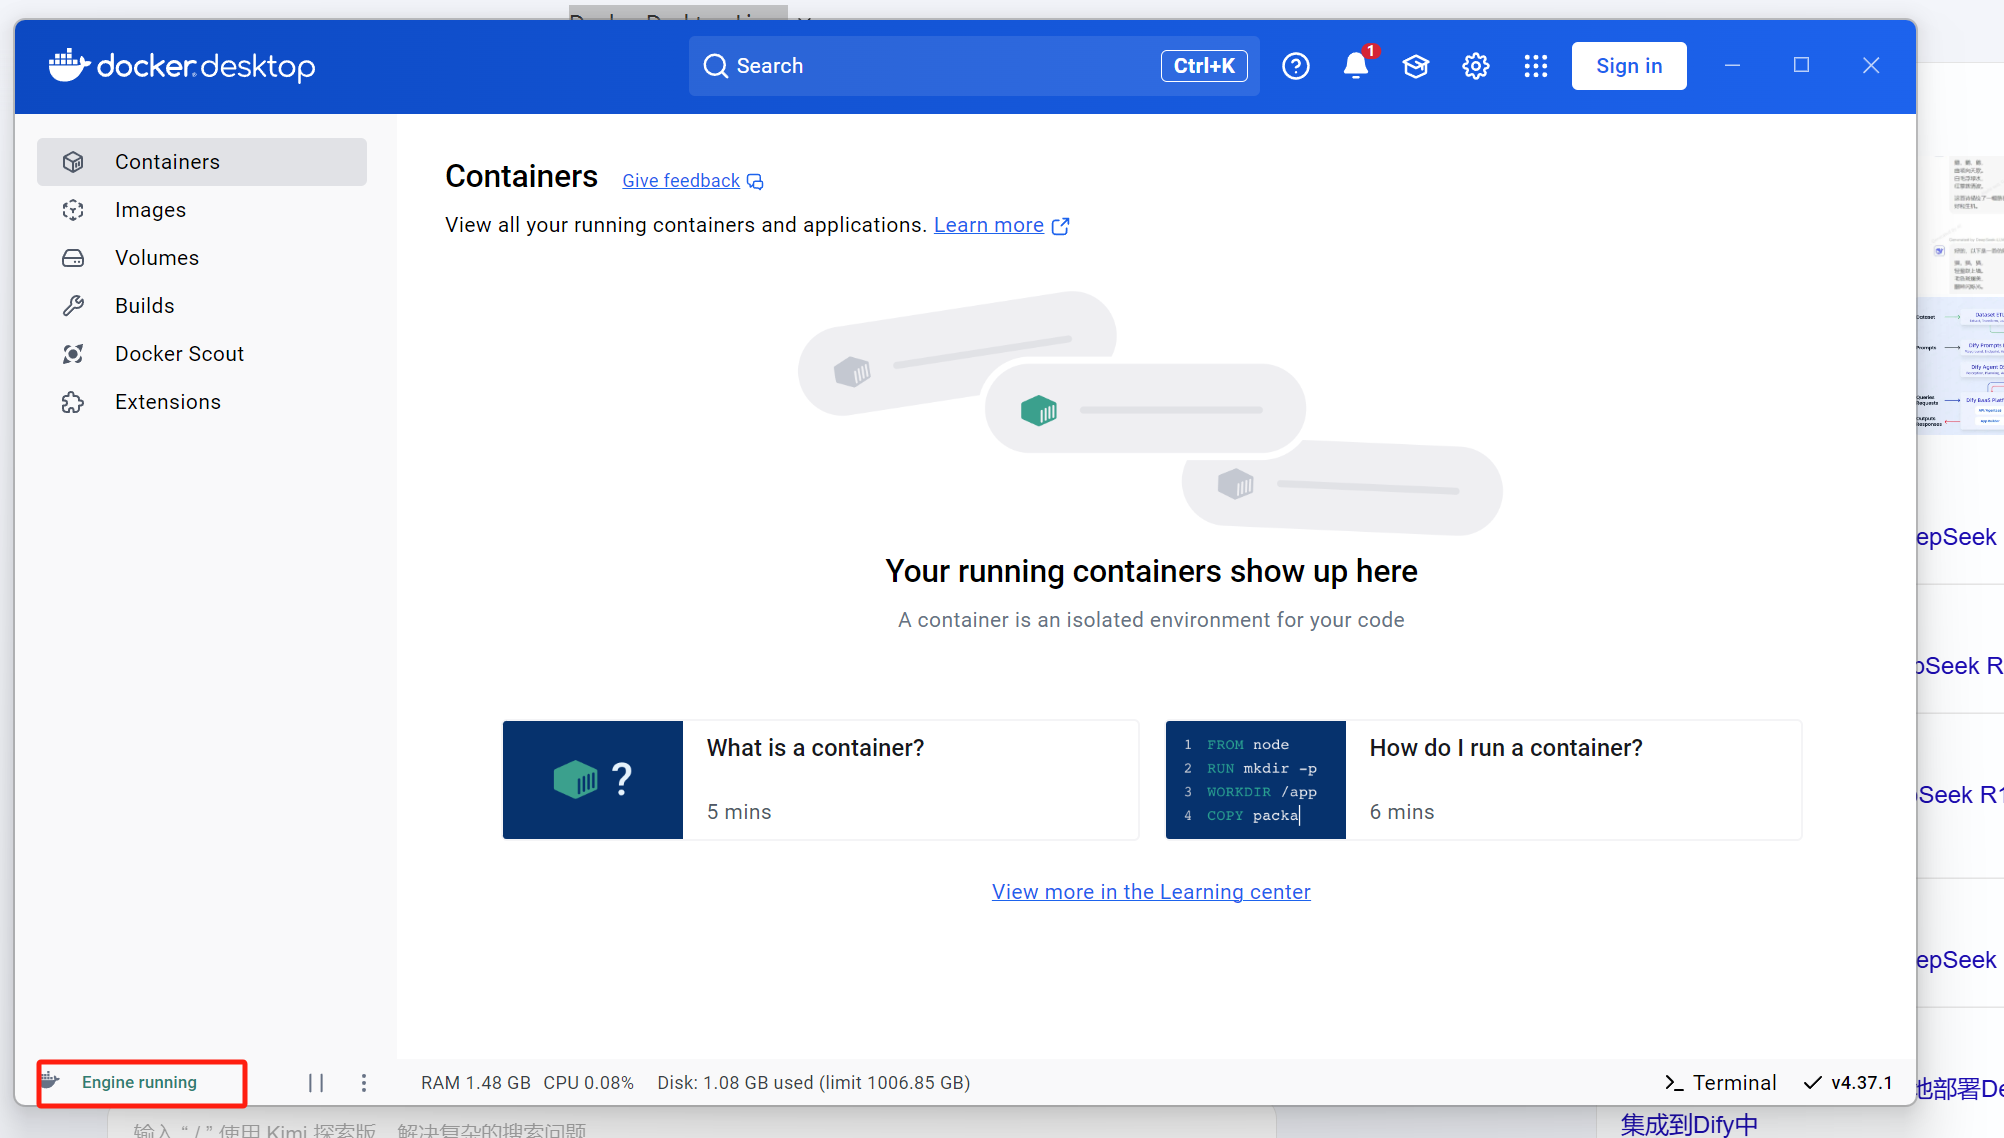 docker desktop
Search
Ctrl+K
1
Sign in
Containers
Images
Volumes
Builds
Docker Scout
Extensions
Containers
Give feedback
View all your running containers and applications. Learn more
Your running containers show up here
A container is an isolated environment for your code
?
What is a container?
5 mins
1 FROM node
2 RUN mkdir -p
3 WORKDIR /app
4 COPY packa
How do I run a container?
6 mins
View more in the Learning center
Engine running
RAM 1.48 GB CPU 0.08% Disk: 1.08 GB used (limit 1006.85 GB)
Terminal
v4.37.1
Dataset
Prompts
Queries
Requests
Outputs
Responses
epSeek
pSeek R
Seek R1
epSeek
地部署De
集成到Dify中
输入 “ / ” 使用 Kimi 探索版，解决复杂的搜索问题